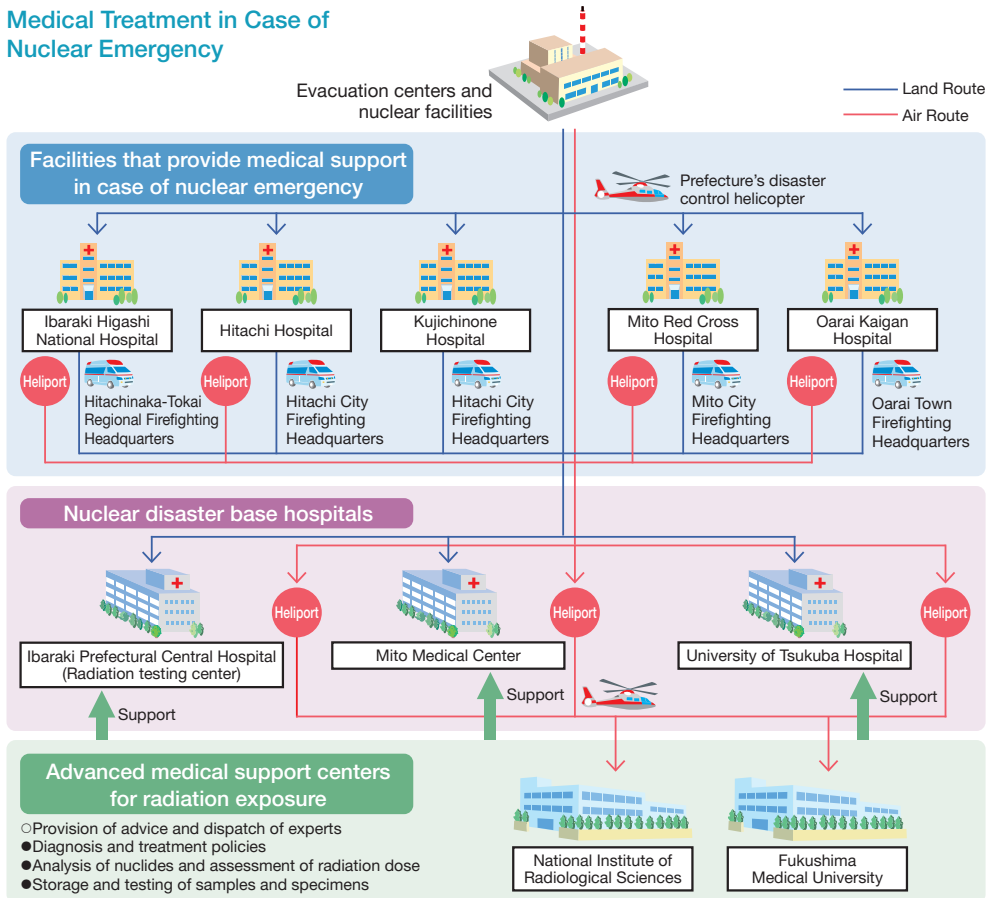 Medical Treatment in Case of
Nuclear Emergency
Evacuation centers and
nuclear facilities
Land Route
Air Route
Facilities that provide medical support
in case of nuclear emergency
Prefecture's disaster
control helicopter
Ibaraki Higashi
National Hospital
Hitachi Hospital
Kujichinone
Hospital
Mito Red Cross
Hospital
Oarai Kaigan
Hospital
Heliport
Hitachinaka-Tokai
Regional Firefighting
Headquarters
Heliport
Hitachi City
Firefighting
Headquarters
Hitachi City
Firefighting
Headquarters
Heliport
Mito City
Firefighting
Headquarters
Heliport
Oarai Town
Firefighting
Headquarters
Nuclear disaster base hospitals
Heliport
Heliport
Heliport
Ibaraki Prefectural Central Hospital
(Radiation testing center)
Mito Medical Center
University of Tsukuba Hospital
Support
Support
Support
Advanced medical support centers
for radiation exposure
○Provision of advice and dispatch of experts
●Diagnosis and treatment policies
●Analysis of nuclides and assessment of radiation dose
●Storage and testing of samples and specimens
National Institute of
Radiological Sciences
Fukushima
Medical University